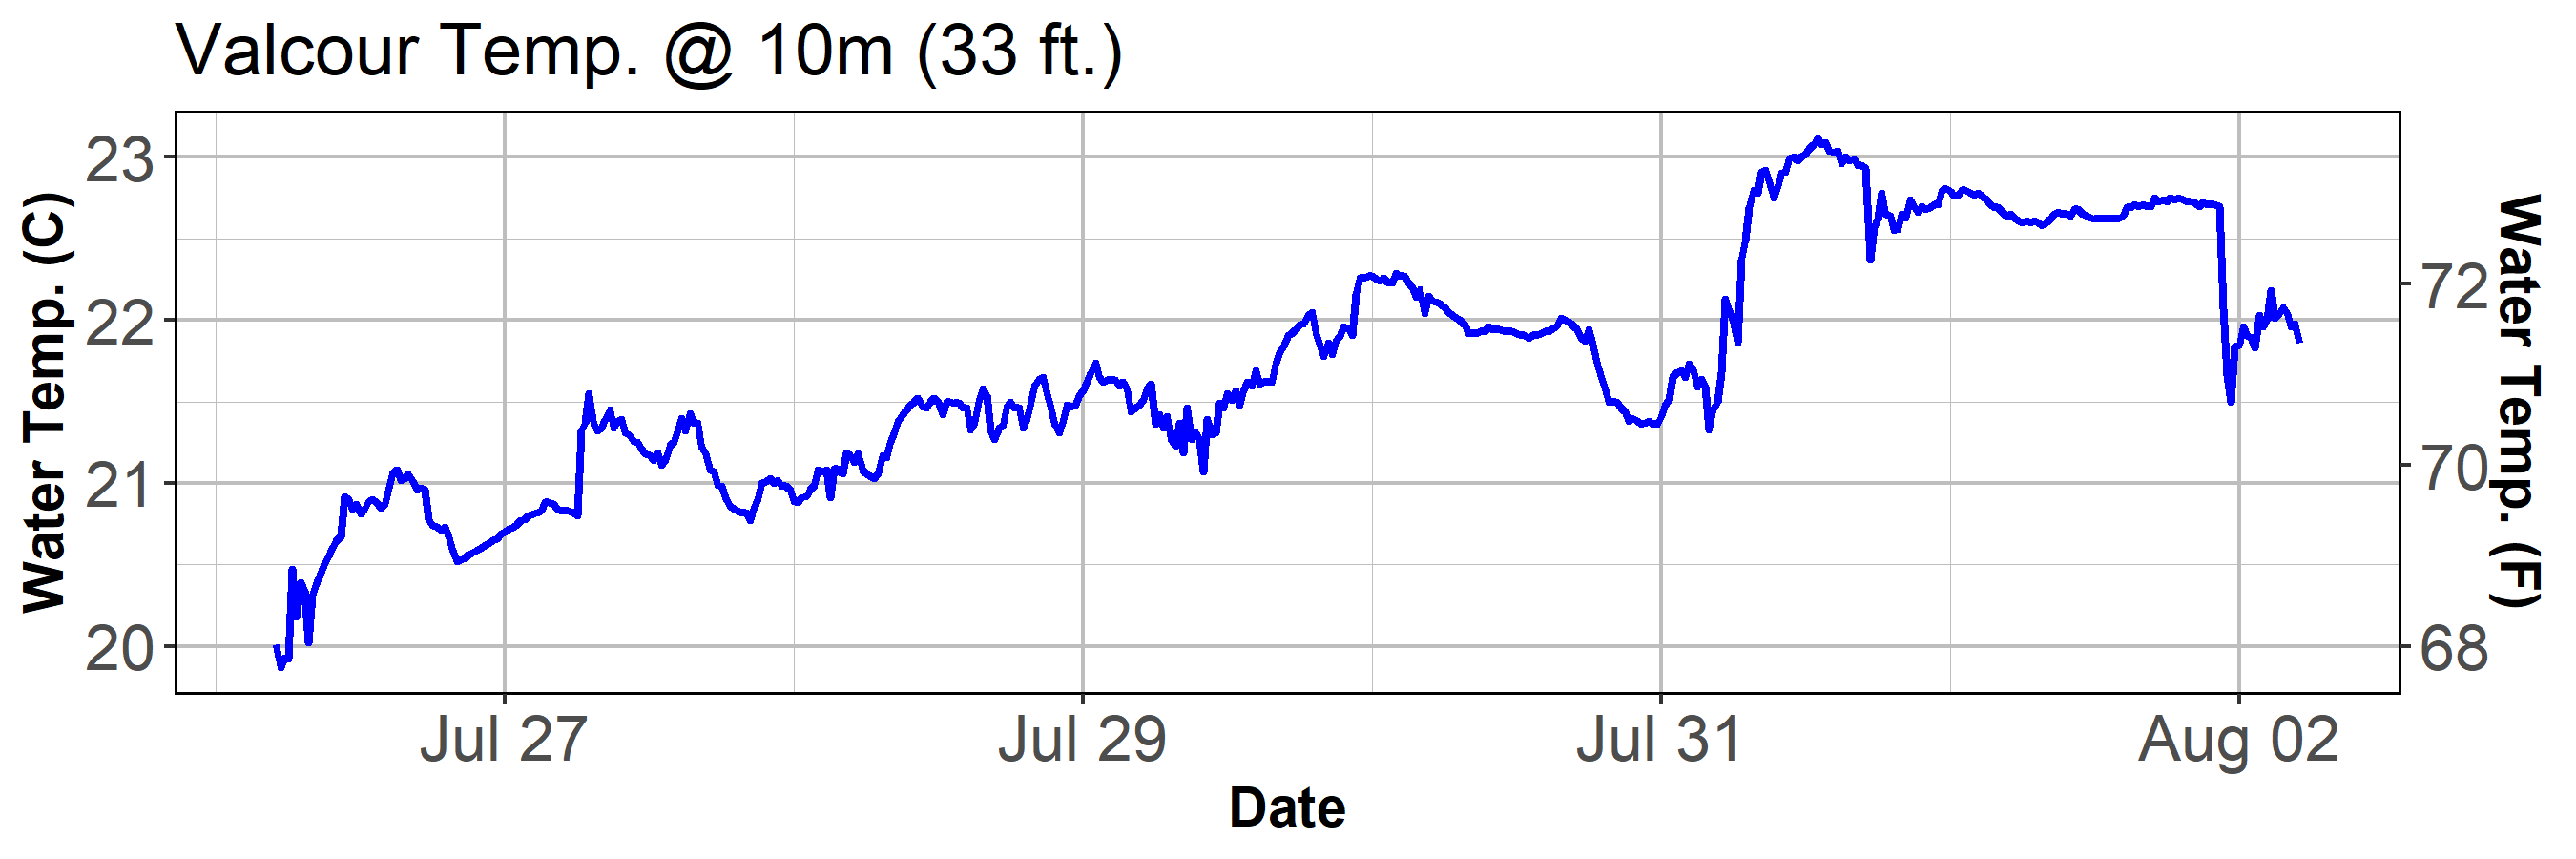 Valcour Temp. @ 10m (33 ft.)
Water Temp. (C)
23
22
21
20
72
70
68
Water Temp. (F)
Jul 27
Jul 29
Jul 31
Aug 02
Date